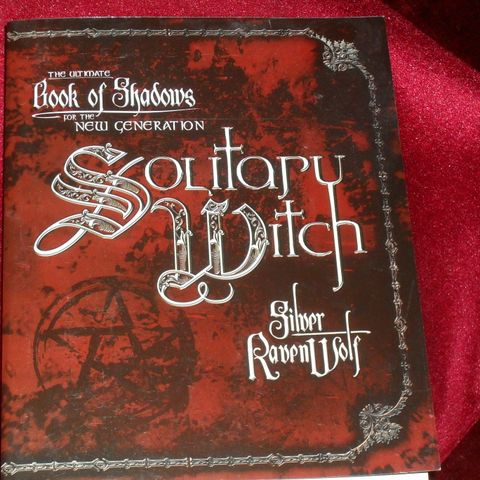 THE ULTIMATE
Book of Shadows
FOR THE
NEW GENERATION
Solitary
Witch
Silver
RavenWolf